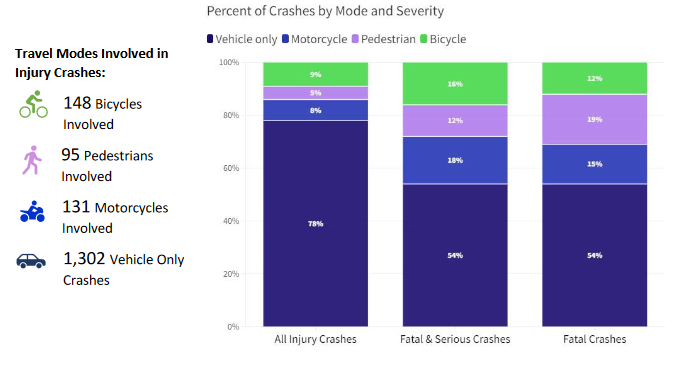 Percent of Crashes by Mode and Severity
Vehicle only Motorcycle Pedestrian Bicycle
Travel Modes Involved in
Injury Crashes:
148 Bicycles
Involved
95 Pedestrians
Involved
131 Motorcycles
Involved
1,302 Vehicle Only
Crashes
100%
80%
60%
40%
20%
0%
9%
5%
8%
78%
16%
12%
18%
54%
12%
19%
15%
54%
All Injury Crashes
Fatal & Serious Crashes
Fatal Crashes